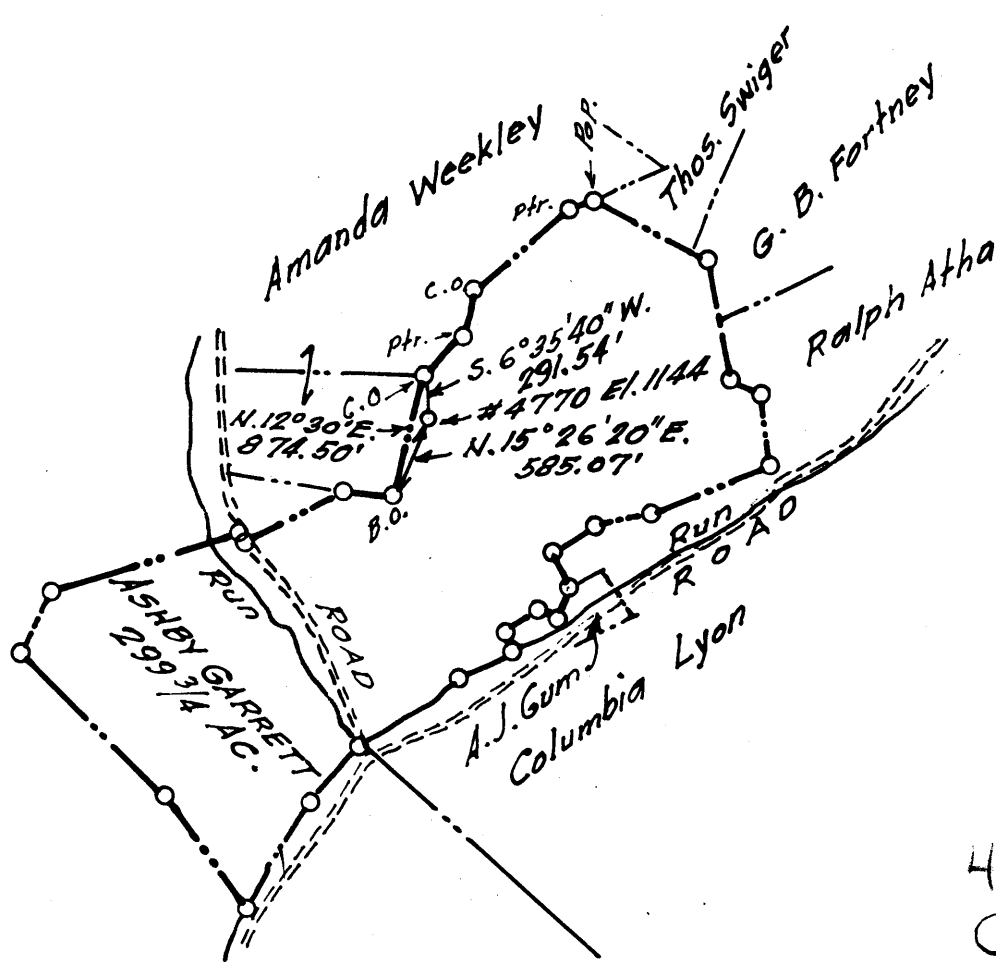 Amanda Weekley
Po.P.
Thos. Swiger
G. B. Fortney
Ralph Atha
Ptr.
C.O
Ptr.
C.O
S. 6°35'40" W.
291.54'
#4770 El. 1144
N. 12°30' E.
874.50'
N. 15°26'20" E.
585.07'
B.O.
Run
ROAD
Run
ROAD
ASHBY GARRETT
299 3/4 AC.
A.J. Gum
Columbia Lyon
4